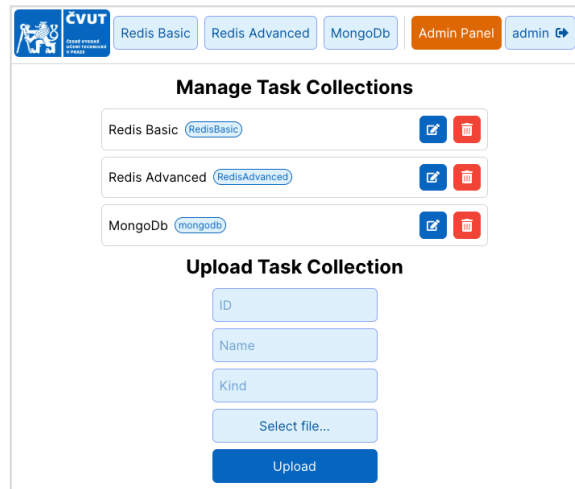 ČVUT
ČESKÉ VYSOKÉ
UČENÍ TECHNICKÉ
V PRAZE
Redis Basic
Redis Advanced
MongoDb
Admin Panel
admin
Manage Task Collections
Redis Basic RedisBasic
Redis Advanced RedisAdvanced
MongoDb mongodb
Upload Task Collection
ID
Name
Kind
Select file...
Upload